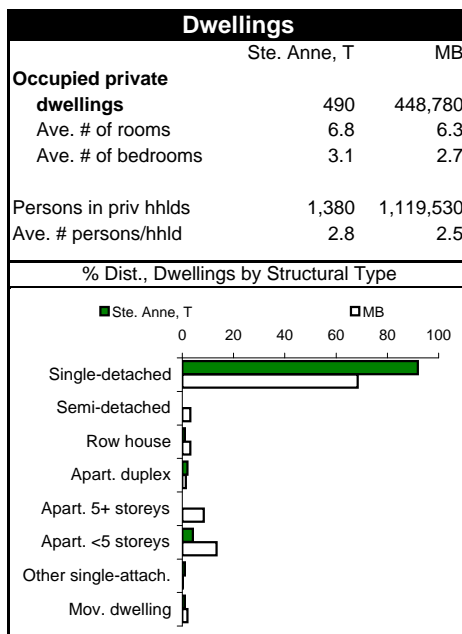 Dwellings
Ste. Anne, T MB
Occupied private
dwellings 490 448,780
Ave. # of rooms 6.8 6.3
Ave. # of bedrooms 3.1 2.7
Persons in priv hhlds 1,380 1,119,530
Ave. # persons/hhld 2.8 2.5
% Dist., Dwellings by Structural Type
Ste. Anne, T MB
0 20 40 60 80 100
Single-detached
Semi-detached
Row house
Apart. duplex
Apart. 5+ storeys
Apart. <5 storeys
Other single-attach.
Mov. dwelling